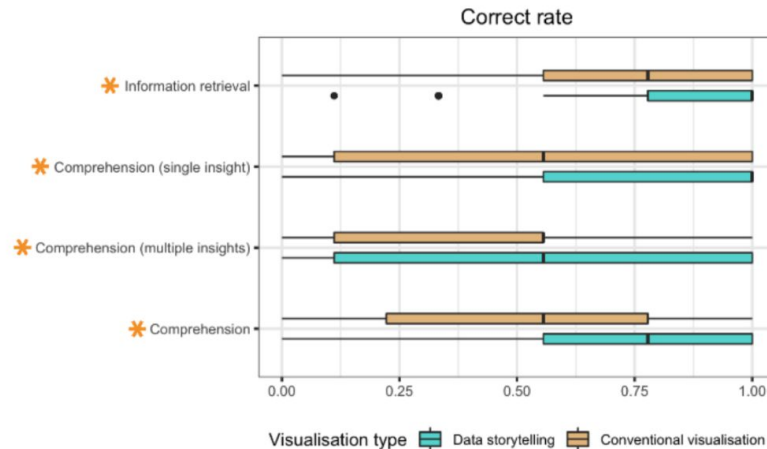 Correct rate
Information retrieval
Comprehension (single insight)
Comprehension (multiple insights)
Comprehension
0.00 0.25 0.50 0.75 1.00
Visualisation type Data storytelling Conventional visualisation